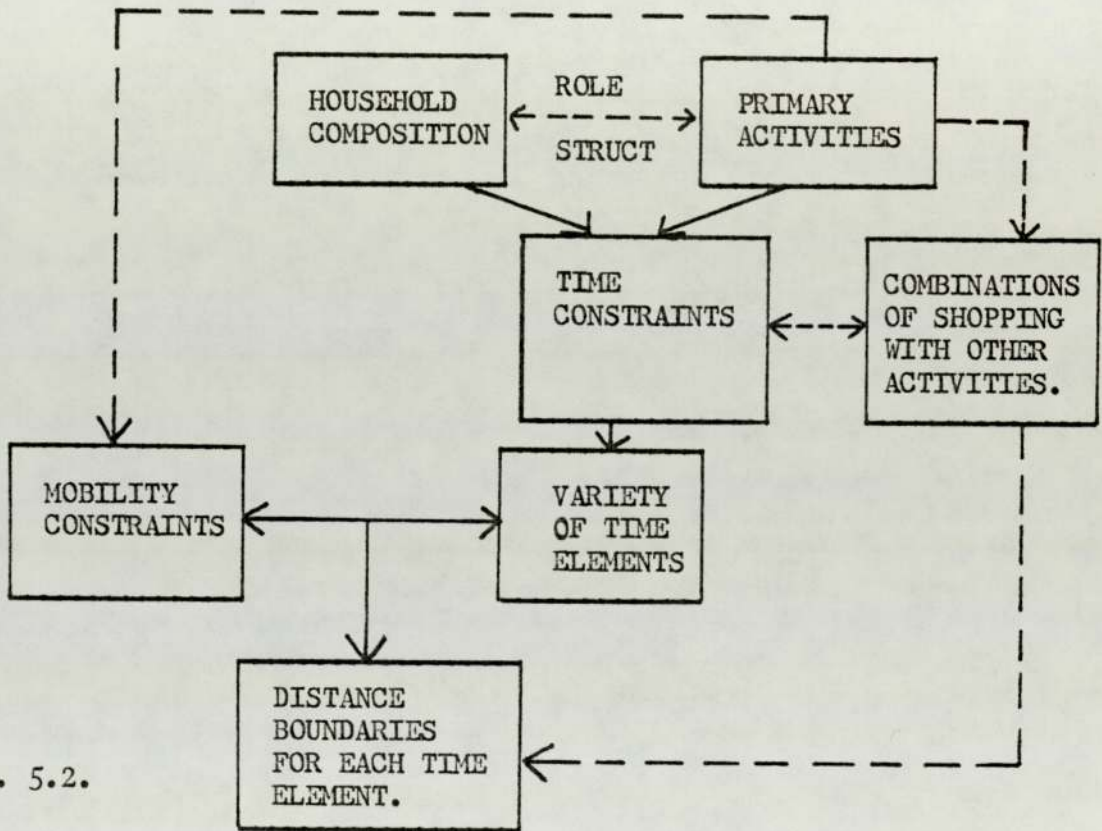 HOUSEHOLD
COMPOSITION
ROLE
STRUCT
PRIMARY
ACTIVITIES
TIME
CONSTRAINTS
COMBINATIONS
OF SHOPPING
WITH OTHER
ACTIVITIES.
MOBILITY
CONSTRAINTS
VARIETY
OF TIME
ELEMENTS
DISTANCE
BOUNDARIES
FOR EACH TIME
ELEMENT.
. 5.2.